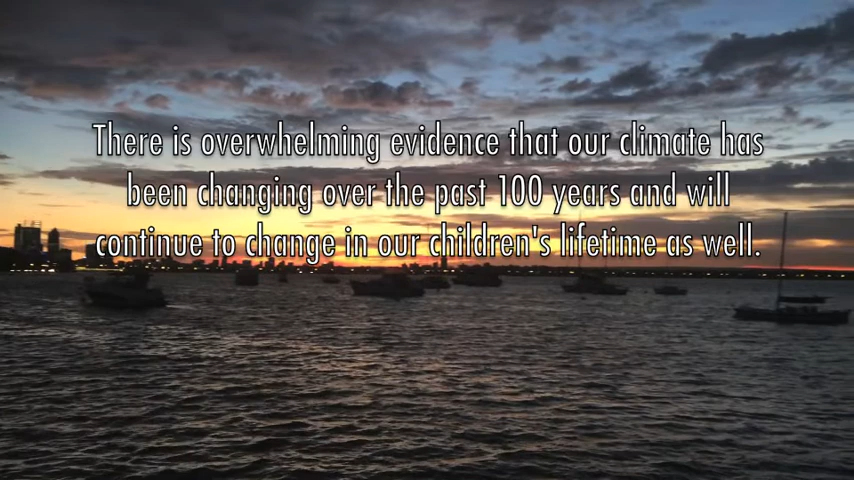 There is overwhelming evidence that our climate has
been changing over the past 100 years and will
continue to change in our children's lifetime as well.